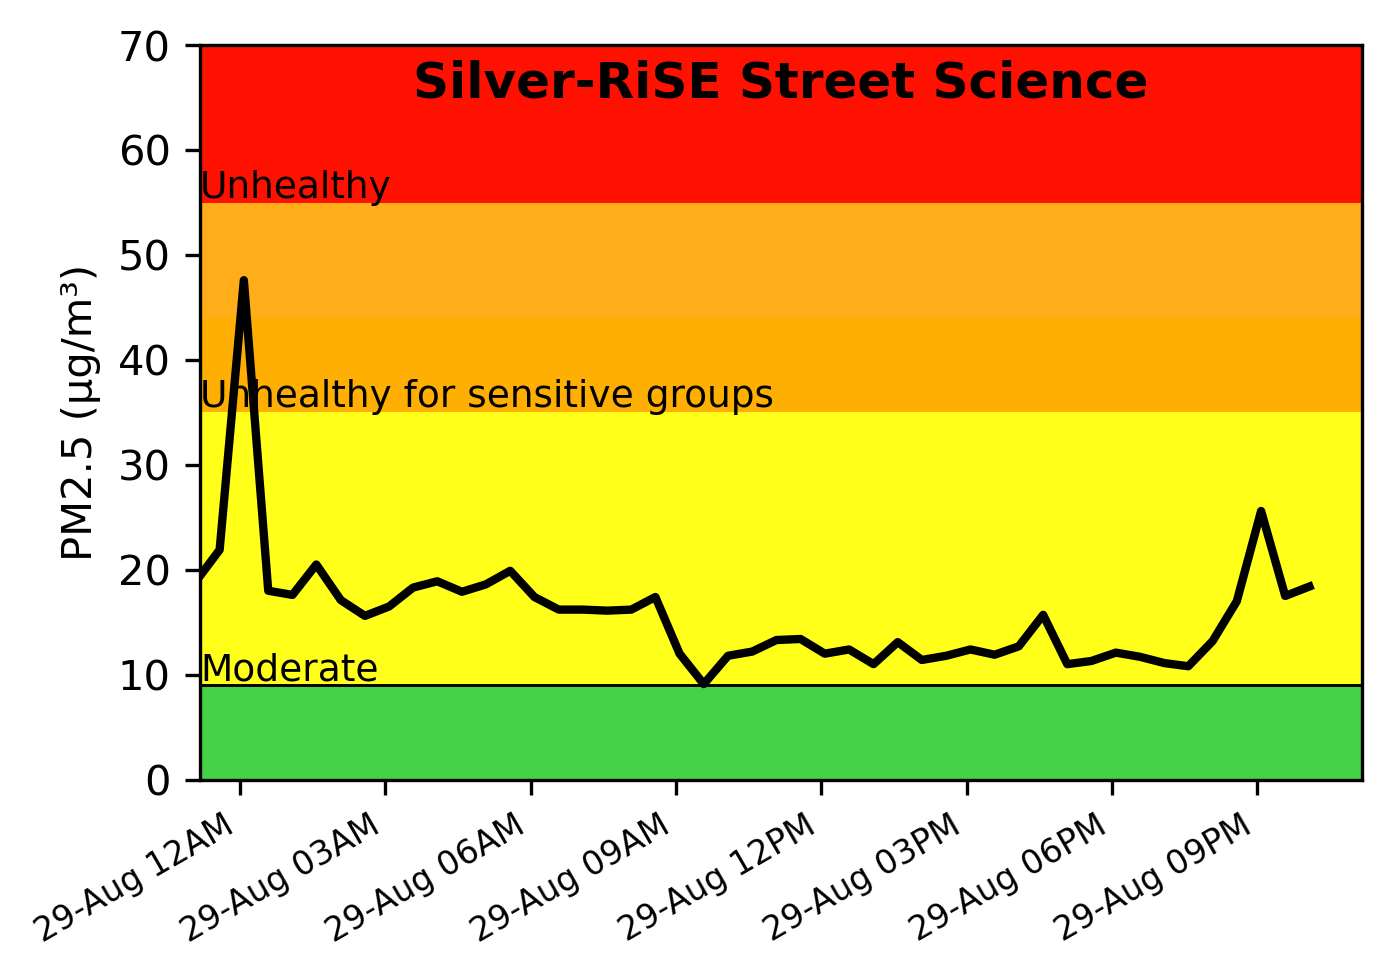 Silver-RiSE Street Science
70
60
50
40
30
20
10
0
PM2.5 (µg/m³)
Unhealthy
Unhealthy for sensitive groups
Moderate
29-Aug 12AM
29-Aug 03AM
29-Aug 06AM
29-Aug 09AM
29-Aug 12PM
29-Aug 03PM
29-Aug 06PM
29-Aug 09PM